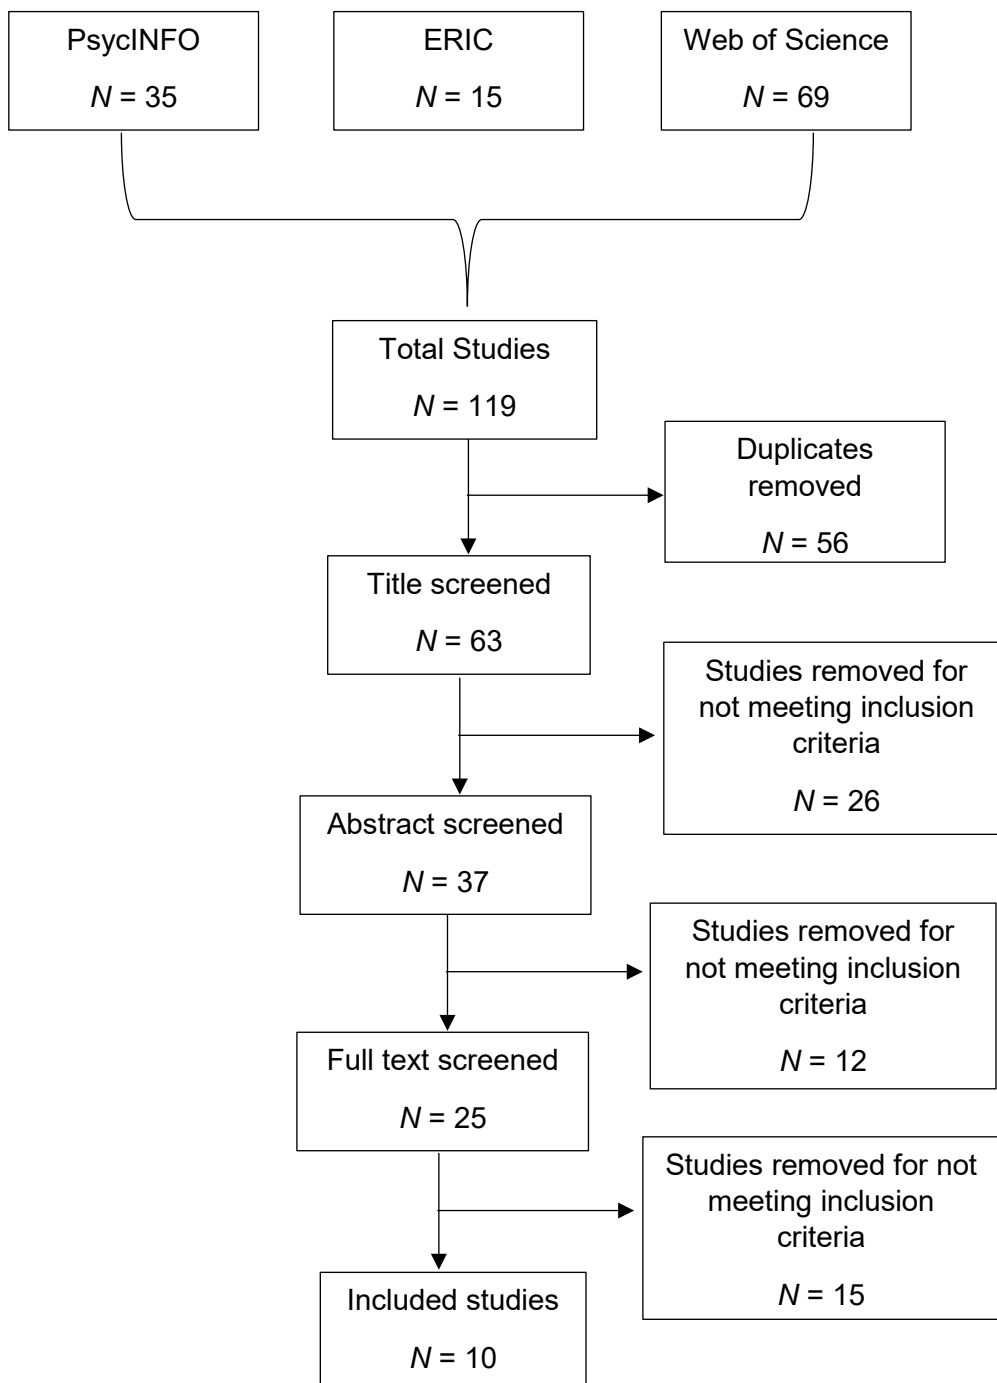 PsycINFO
N = 35
ERIC
N = 15
Web of Science
N = 69
Total Studies
N = 119
Duplicates
removed
N = 56
Title screened
N = 63
Studies removed for
not meeting inclusion
criteria
N = 26
Abstract screened
N = 37
Studies removed for
not meeting inclusion
criteria
N = 12
Full text screened
N = 25
Studies removed for not
meeting inclusion
criteria
N = 15
Included studies
N = 10